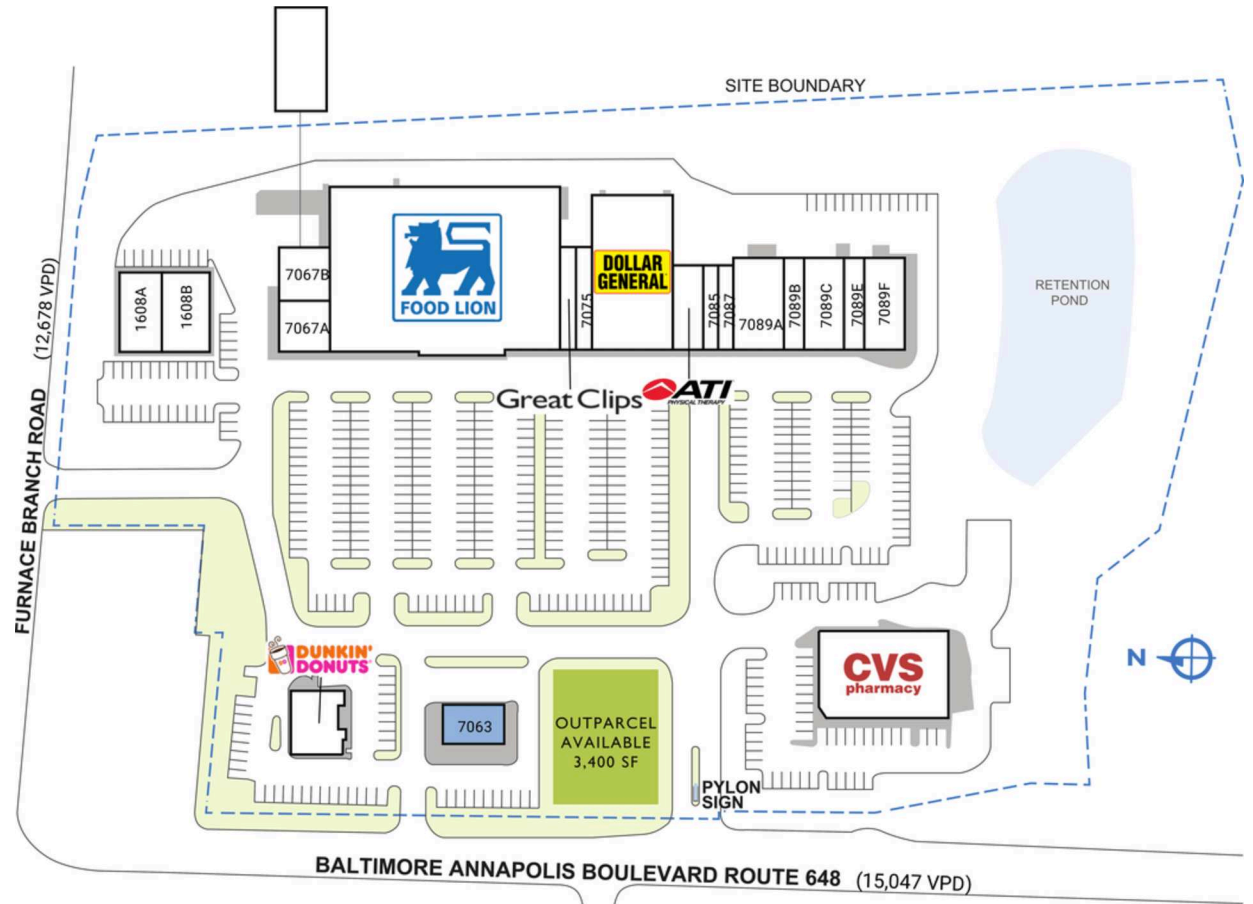 SITE BOUNDARY
FOOD LION
DOLLAR
GENERAL
7067B
7067A
7075
7085
7087
7089A
7089B
7089C
7089E
7089F
1608A
1608B
RETENTION
POND
Great Clips
ATI
PHYSICAL THERAPY
FURNACE BRANCH ROAD (12,678 VPD)
DUNKIN'
DONUTS
DD
7063
OUTPARCEL
AVAILABLE
3,400 SF
PYLON
SIGN
CVS
pharmacy
N
BALTIMORE ANNAPOLIS BOULEVARD ROUTE 648 (15,047 VPD)